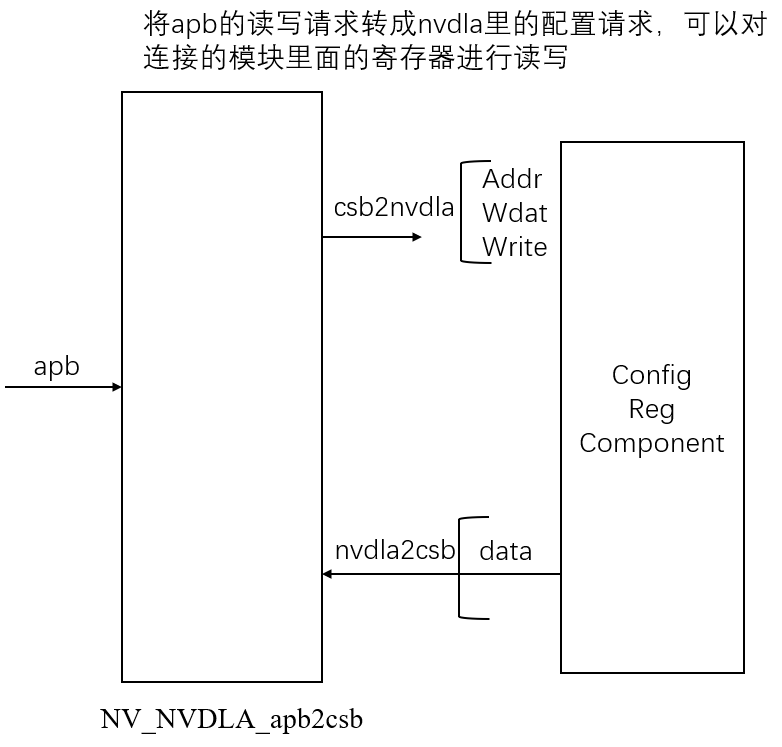 将apb的读写请求转成nvdla里的配置请求，可以对
连接的模块里面的寄存器进行读写
csb2nvdla
Addr
Wdat
Write
apb
Config
Reg
Component
nvdla2csb
data
NV_NVDLA_apb2csb